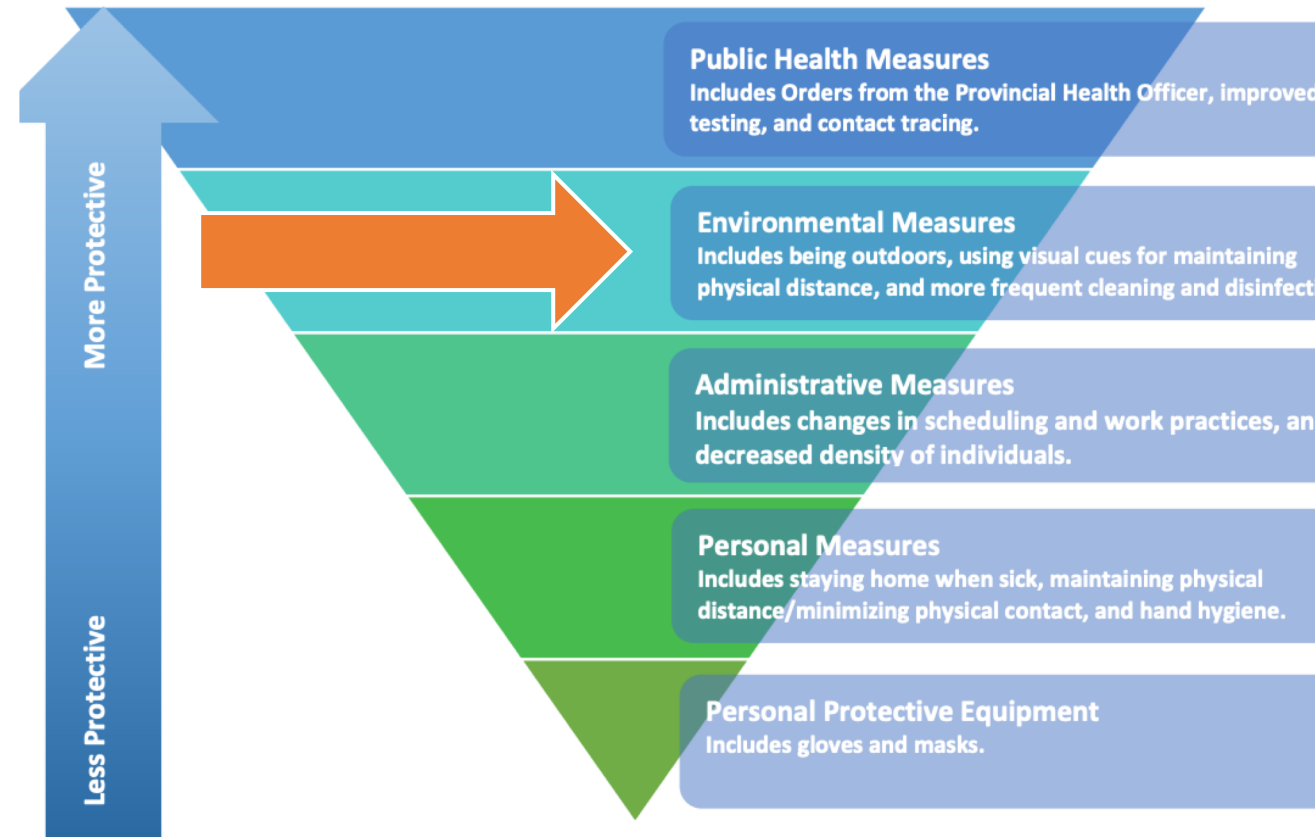 More Protective
Less Protective
Public Health Measures
Includes Orders from the Provincial Health Officer, improved
testing, and contact tracing.
Environmental Measures
Includes being outdoors, using visual cues for maintaining
physical distance, and more frequent cleaning and disinfecti
Administrative Measures
Includes changes in scheduling and work practices, an
decreased density of individuals.
Personal Measures
Includes staying home when sick, maintaining physical
distance/minimizing physical contact, and hand hygiene.
Personal Protective Equipment
Includes gloves and masks.